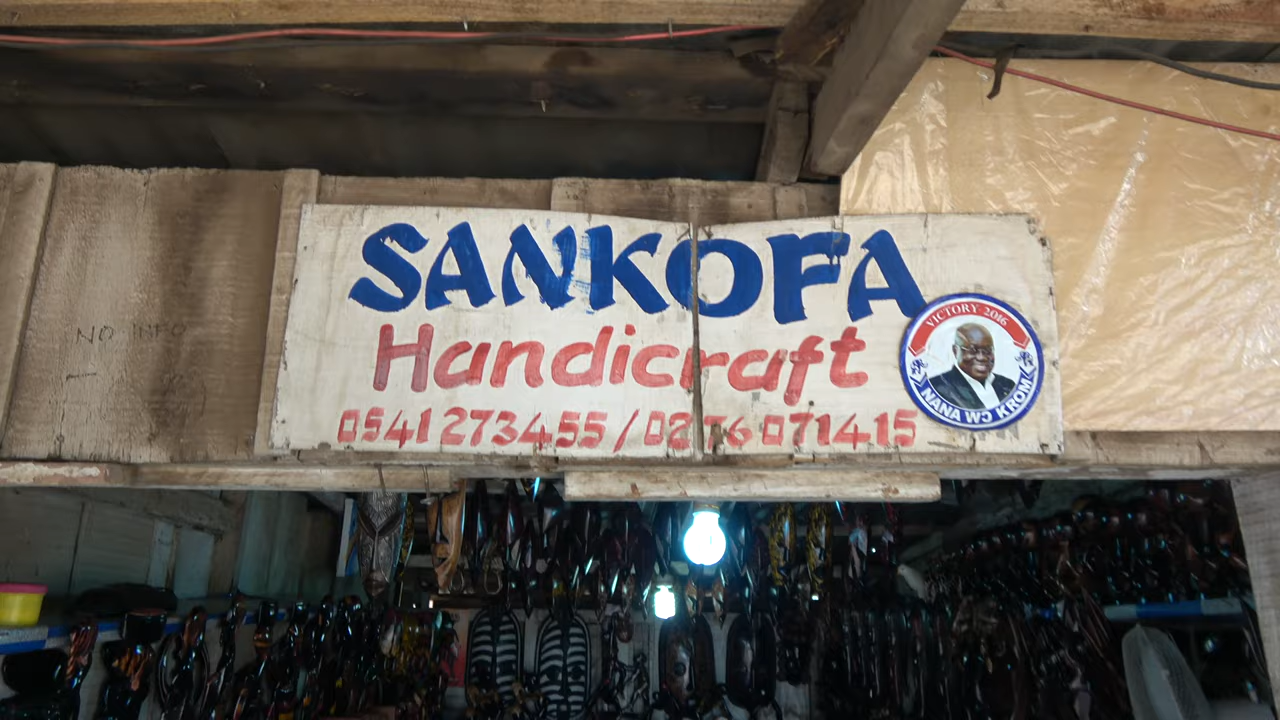 SANKOFA
Handicraft
0541 273455 / 0276 071415
VICTORY 2016
NANA WƆ KROM
NO INFO